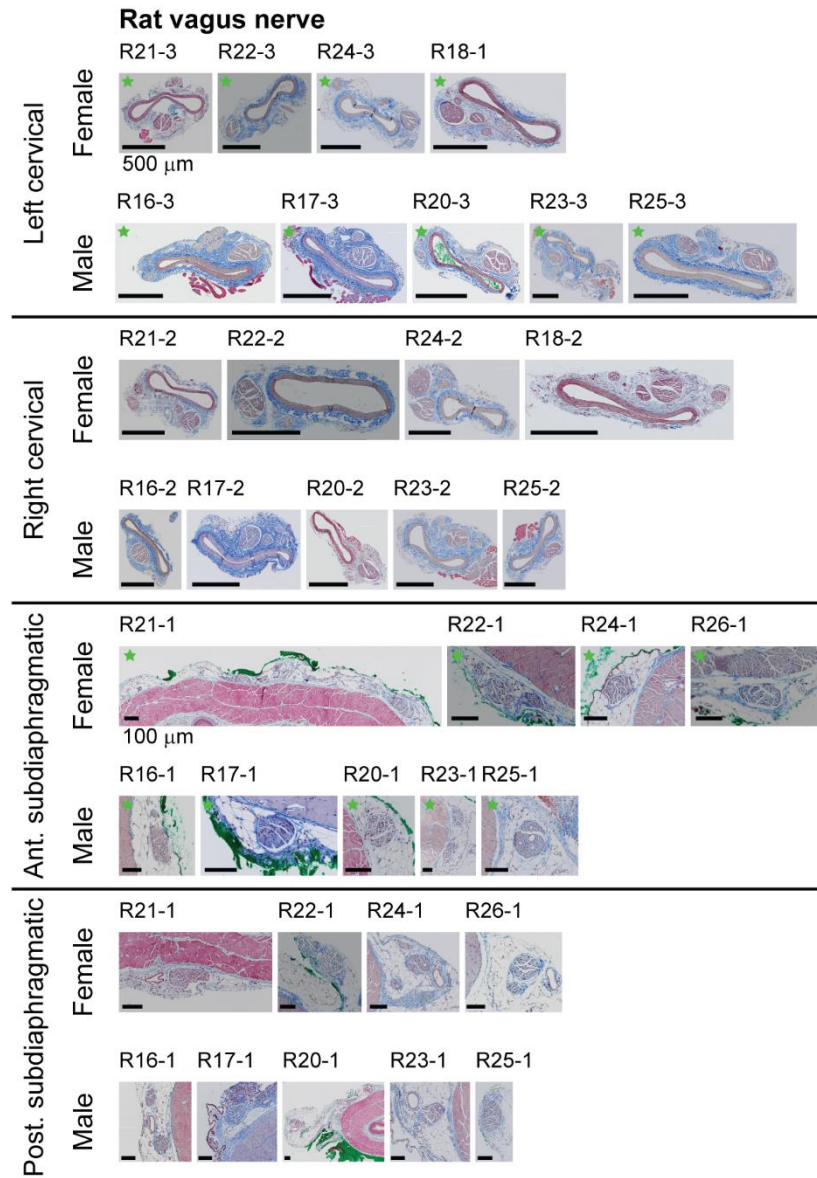 Rat vagus nerve
Left cervical
Female
R21-3 R22-3 R24-3 R18-1
500 μm
Male
R16-3 R17-3 R20-3 R23-3 R25-3
Right cervical
Female
R21-2 R22-2 R24-2 R18-2
Male
R16-2 R17-2 R20-2 R23-2 R25-2
Ant. subdiaphragmatic
Female
R21-1 R22-1 R24-1 R26-1
100 μm
Male
R16-1 R17-1 R20-1 R23-1 R25-1
Post. subdiaphragmatic
Female
R21-1 R22-1 R24-1 R26-1
Male
R16-1 R17-1 R20-1 R23-1 R25-1